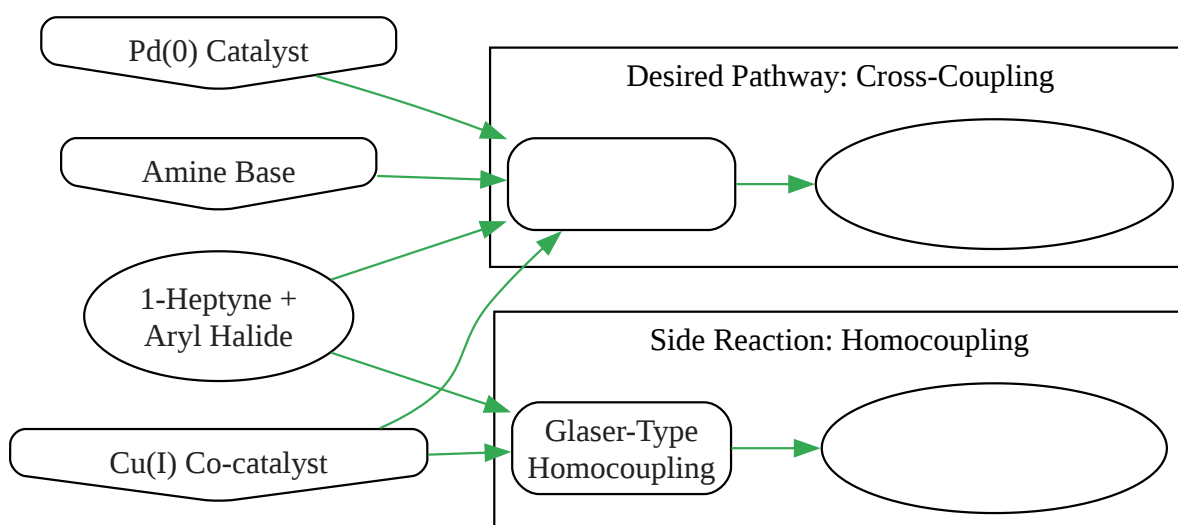 Pd(0) Catalyst
Desired Pathway: Cross-Coupling
Amine Base
1-Heptyne +
Aryl Halide
Side Reaction: Homocoupling
Glaser-Type
Homocoupling
Cu(I) Co-catalyst